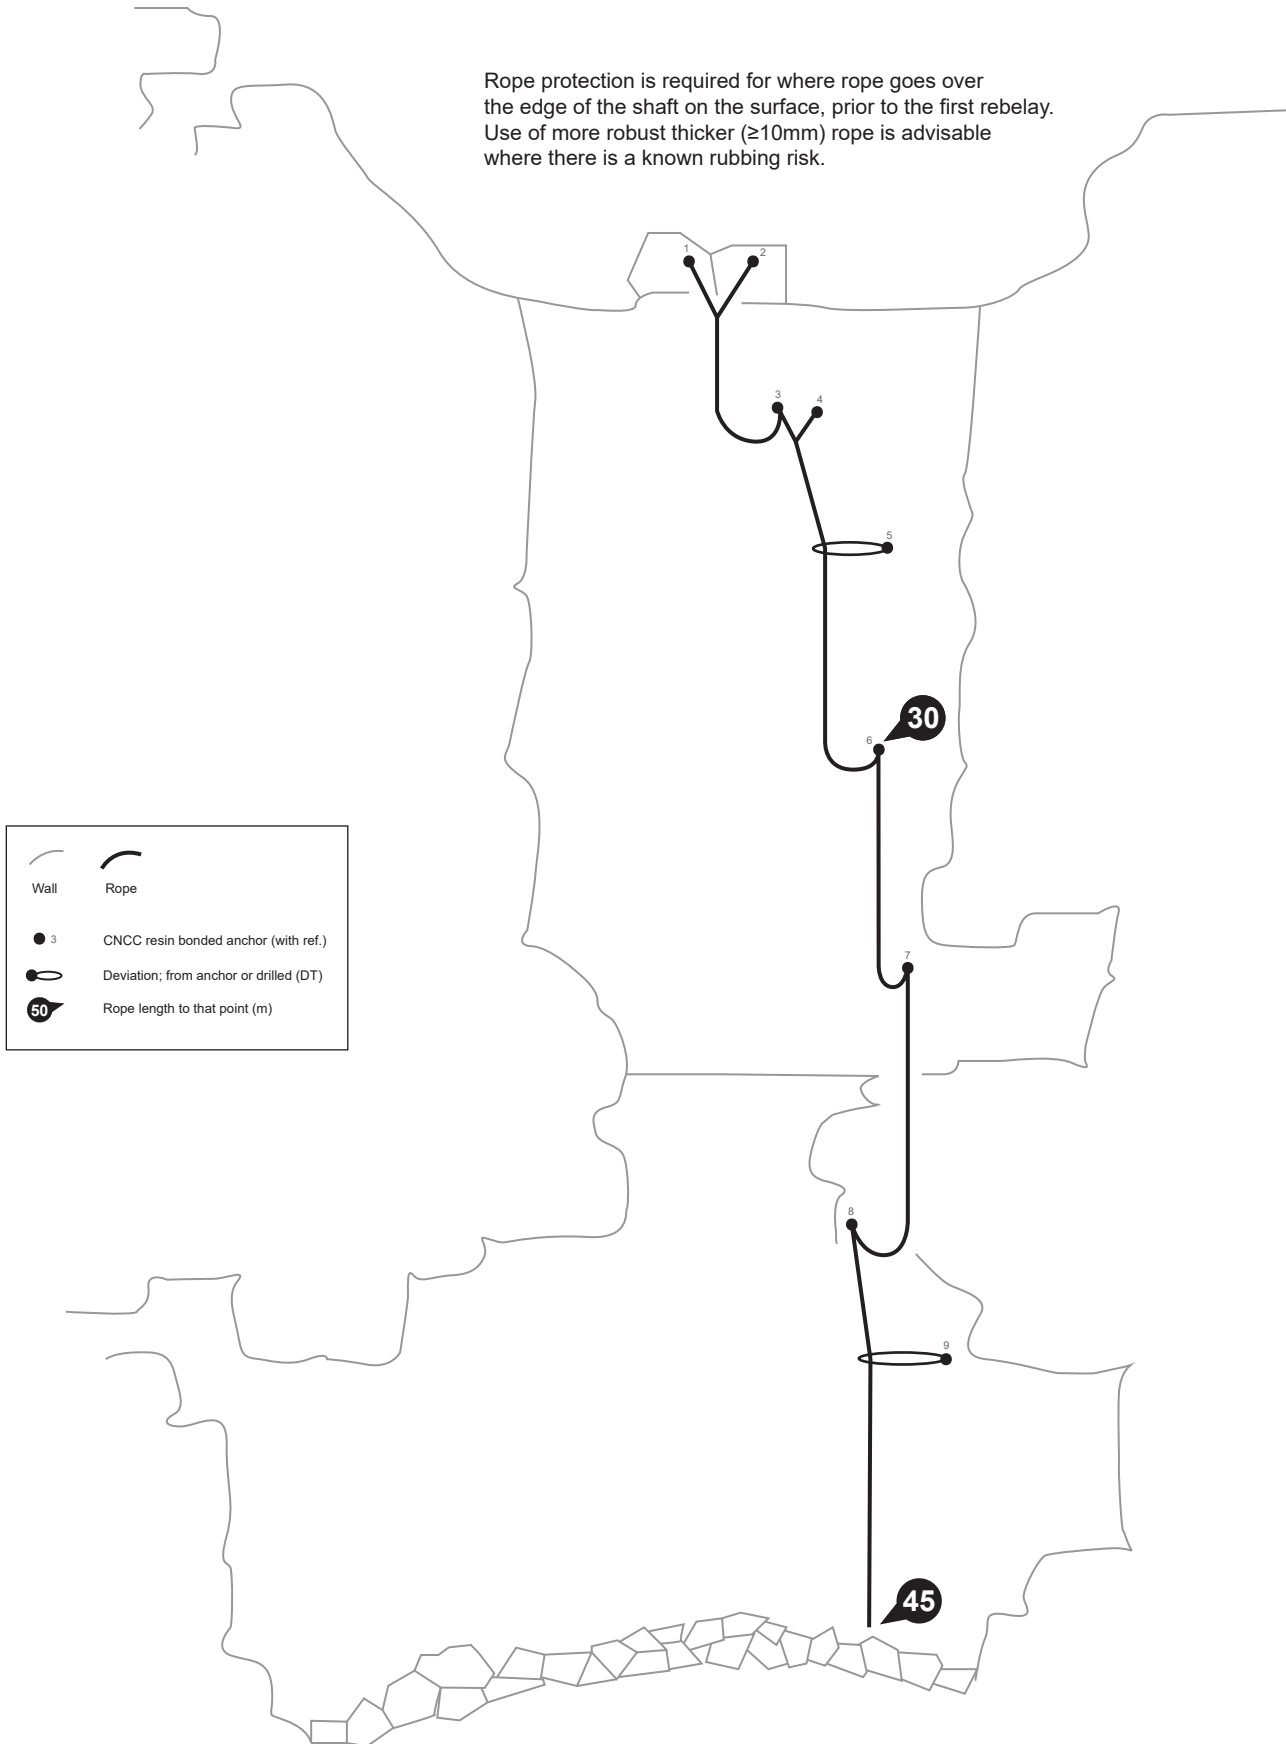 Rope protection is required for where rope goes over
the edge of the shaft on the surface, prior to the first rebelay.
Use of more robust thicker (≥10mm) rope is advisable
where there is a known rubbing risk.
1
2
3
4
5
30
6
Wall Rope
3 CNCC resin bonded anchor (with ref.)
Deviation; from anchor or drilled (DT)
50 Rope length to that point (m)
7
8
9
45